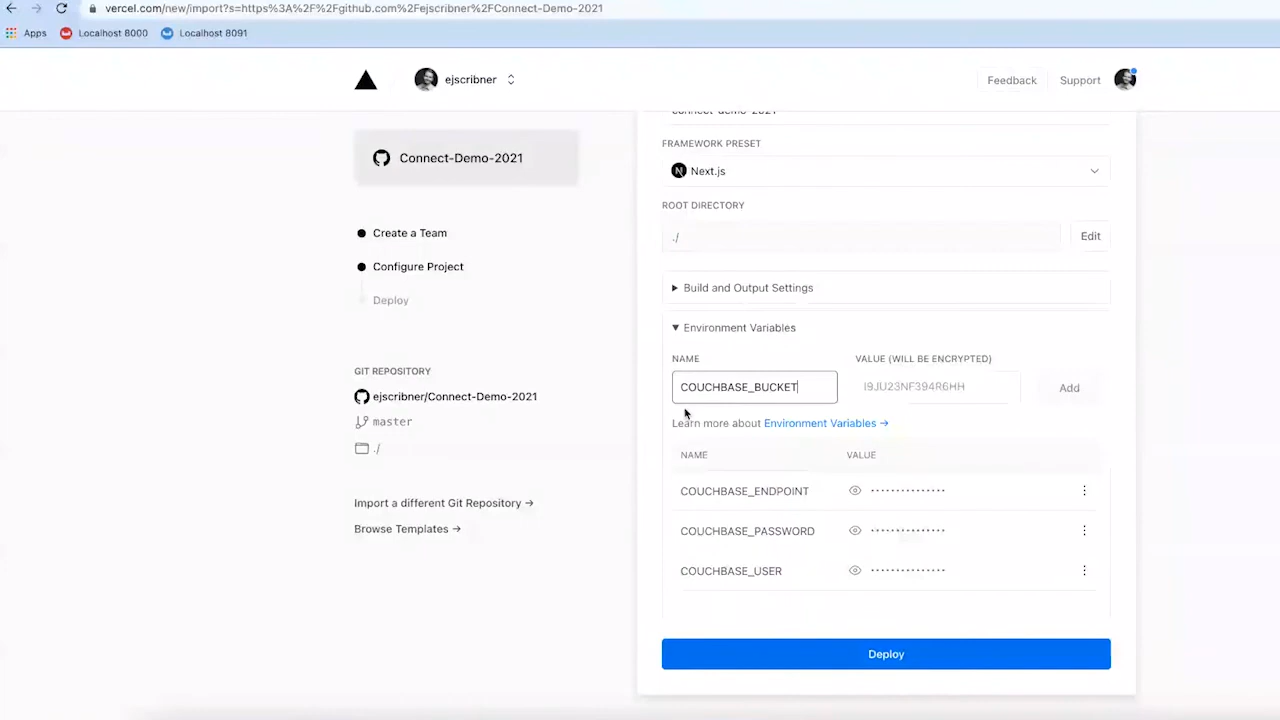 vercel.com/new/import?s=https%3A%2F%2Fgithub.com%2Fejscribner%2FConnect-Demo-2021
Apps
Localhost 8000
Localhost 8091
ejscribner
Feedback
Support
connect-demo-2021
Connect-Demo-2021
Create a Team
Configure Project
Deploy
GIT REPOSITORY
ejscribner/Connect-Demo-2021
master
./
Import a different Git Repository →
Browse Templates →
FRAMEWORK PRESET
N Next.js
ROOT DIRECTORY
./
Edit
Build and Output Settings
Environment Variables
NAME
VALUE (WILL BE ENCRYPTED)
COUCHBASE_BUCKET
I9JU23NF394R6HH
Add
Learn more about Environment Variables →
NAME VALUE
COUCHBASE_ENDPOINT ···············
COUCHBASE_PASSWORD ···············
COUCHBASE_USER ···············
Deploy